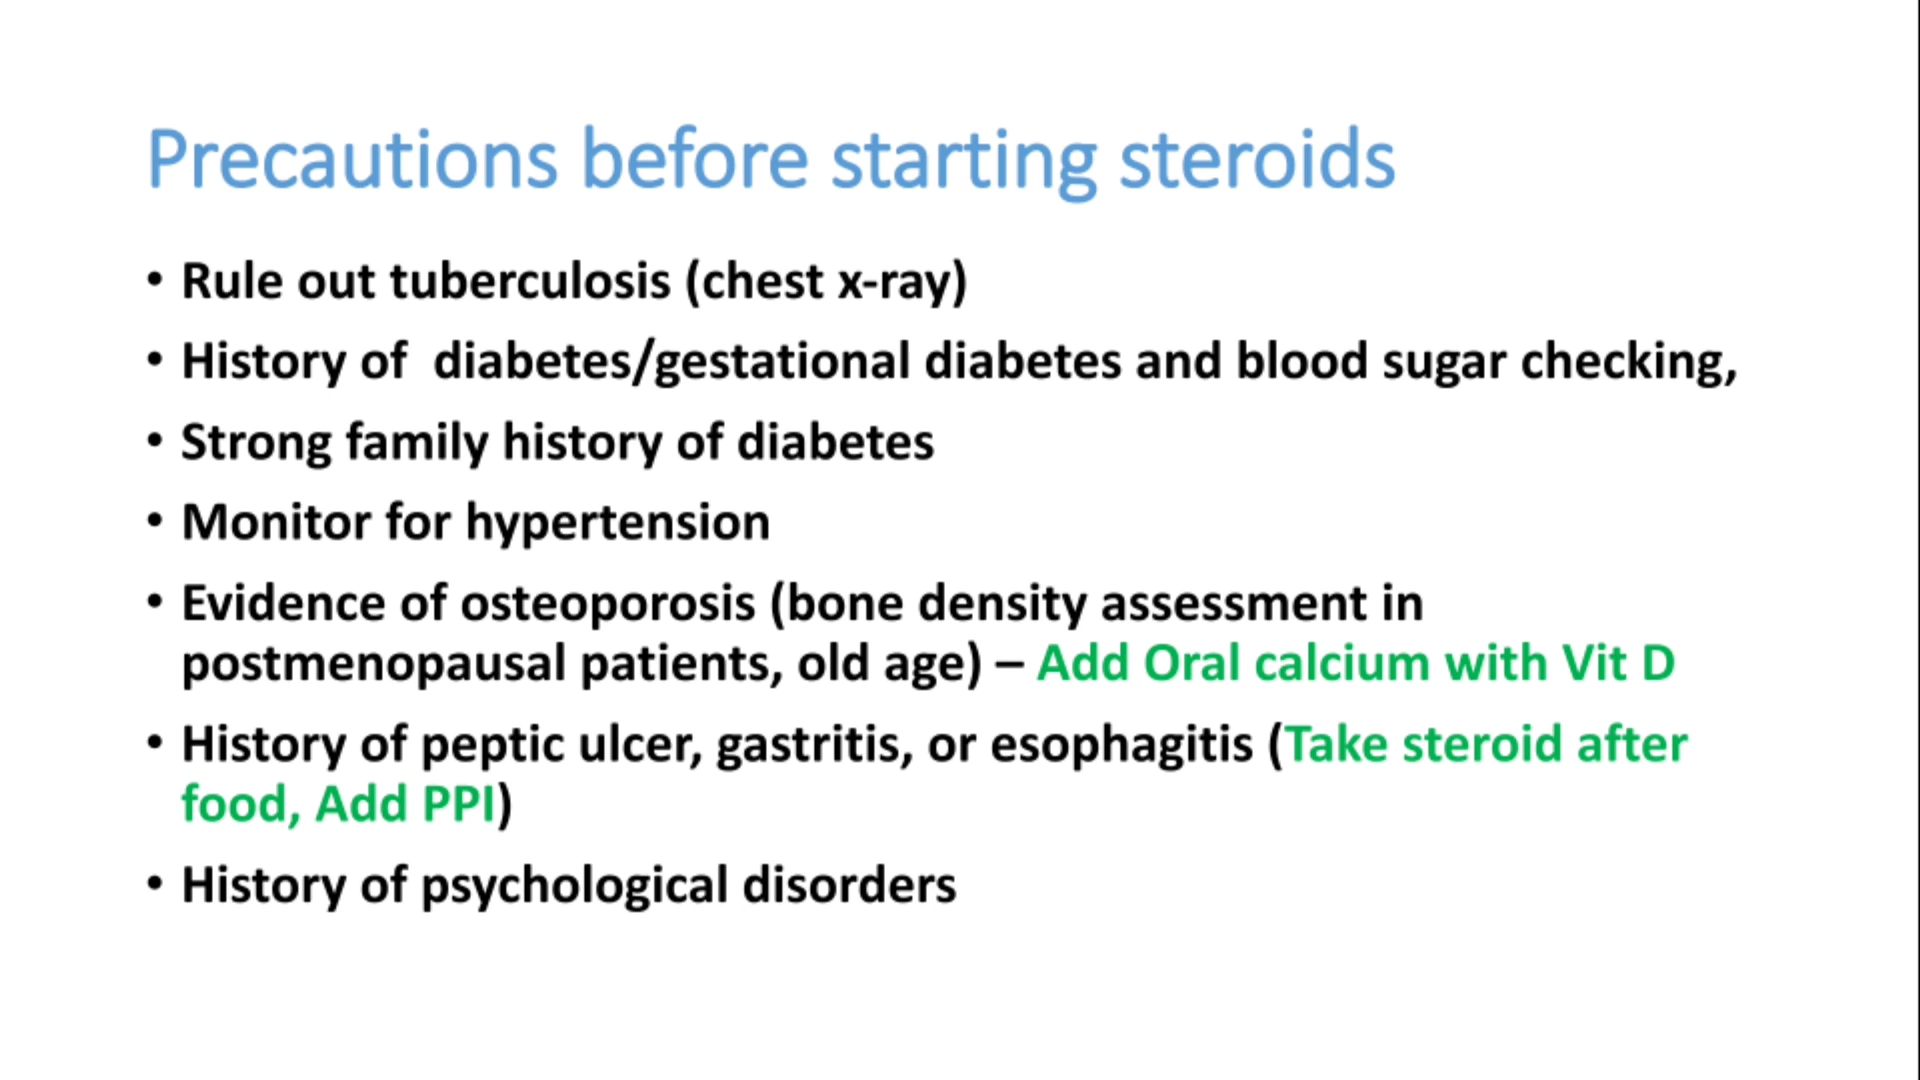 Precautions before starting steroids
• Rule out tuberculosis (chest x-ray)
• History of  diabetes/gestational diabetes and blood sugar checking,
• Strong family history of diabetes
• Monitor for hypertension
• Evidence of osteoporosis (bone density assessment in
postmenopausal patients, old age) – Add Oral calcium with Vit D
• History of peptic ulcer, gastritis, or esophagitis (Take steroid after
food, Add PPI)
• History of psychological disorders